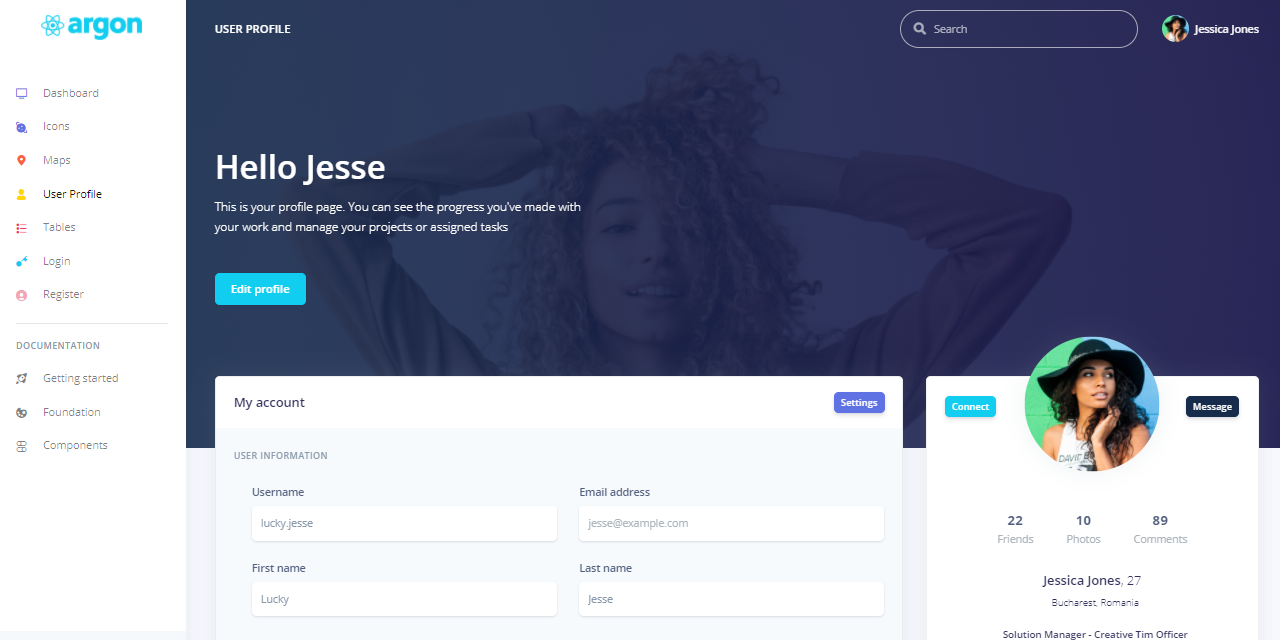 argon
Dashboard
Icons
Maps
User Profile
Tables
Login
Register
DOCUMENTATION
Getting started
Foundation
Components
USER PROFILE
Search
Jessica Jones
Hello Jesse
This is your profile page. You can see the progress you've made with
your work and manage your projects or assigned tasks
Edit profile
My account
Settings
USER INFORMATION
Username
Email address
lucky.jesse
jesse@example.com
First name
Last name
Lucky
Jesse
Connect
Message
22
10
89
Friends
Photos
Comments
Jessica Jones, 27
Bucharest, Romania
Solution Manager - Creative Tim Officer